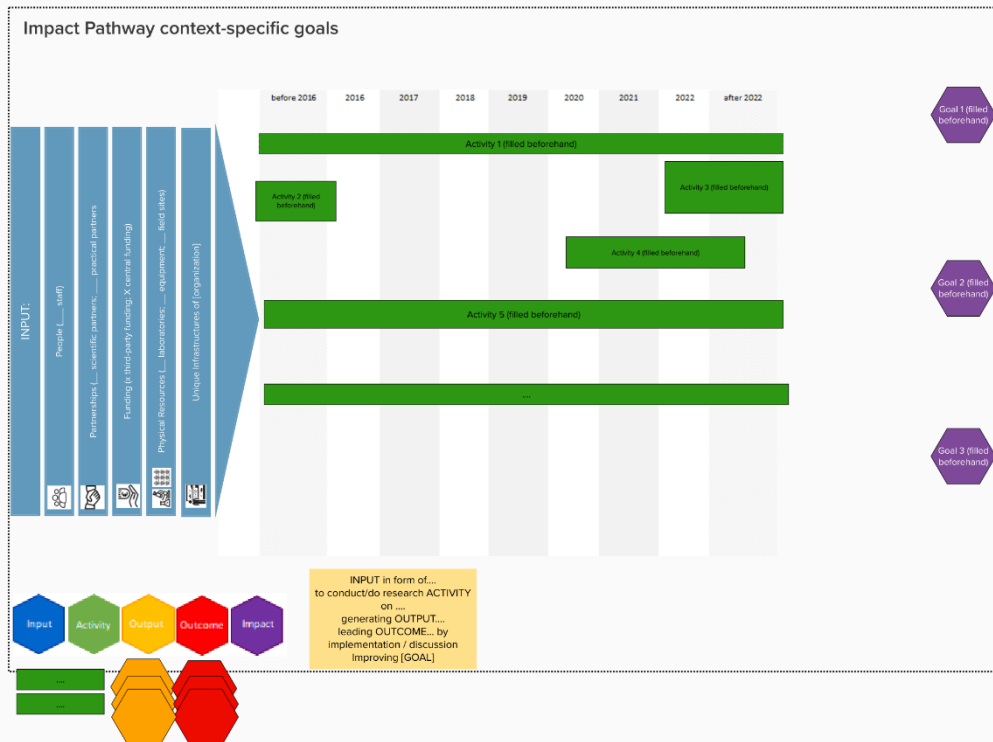 Impact Pathway context-specific goals
before 2016
2016
2017
2018
2019
2020
2021
2022
after 2022
Goal 1 (filled
beforehand)
Activity 1 (filled beforehand)
Activity 2 (filled
beforehand)
Activity 3 (filled beforehand)
Activity 4 (filled beforehand)
Goal 2 (filled
beforehand)
Activity 5 (filled beforehand)
....
Goal 3 (filled
beforehand)
INPUT:
People (___ staff)
Partnerships (__ scientific partners; ___ practical partners
Funding (x third-party funding; X central funding)
Physical Resources (__ laboratories; __ equipment; __ field sites)
Unique Infrastructures of [organization]
INPUT in form of....
to conduct/do research ACTIVITY
on ....
generating OUTPUT....
leading OUTCOME... by
implementation / discussion
Improving [GOAL]
Input
Activity
Output
Outcome
Impact
....
....